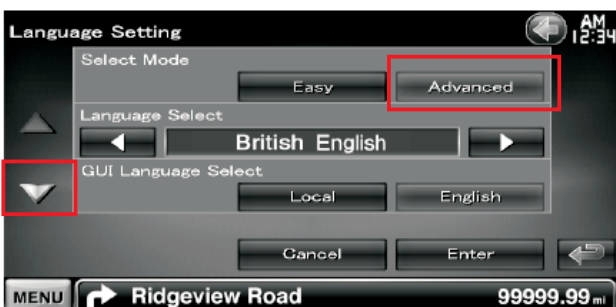 Language Setting AM 12:34
Select Mode
Easy Advanced
Language Select
British English
GUI Language Select
Local English
Cancel Enter
MENU Ridgeview Road 99999.99 mi